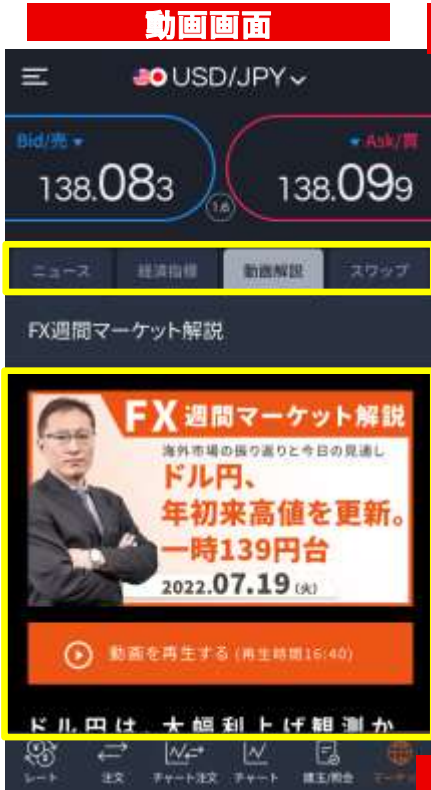 動画画面
USD/JPY
Bid/売
Ask/買
138.083
138.099
1.6
ニュース 経済指標 動画解説 スワップ
FX週間マーケット解説
FX 週間マーケット解説
海外市場の振り返りと今日の見通し
ドル円、
年初来高値を更新。
一時139円台
2022.07.19 (火)
動画を再生する (再生時間16:40)
ドル円は、大幅利上げ観測か
レート 注文 チャート注文 チャート 建玉/照会 マーケット